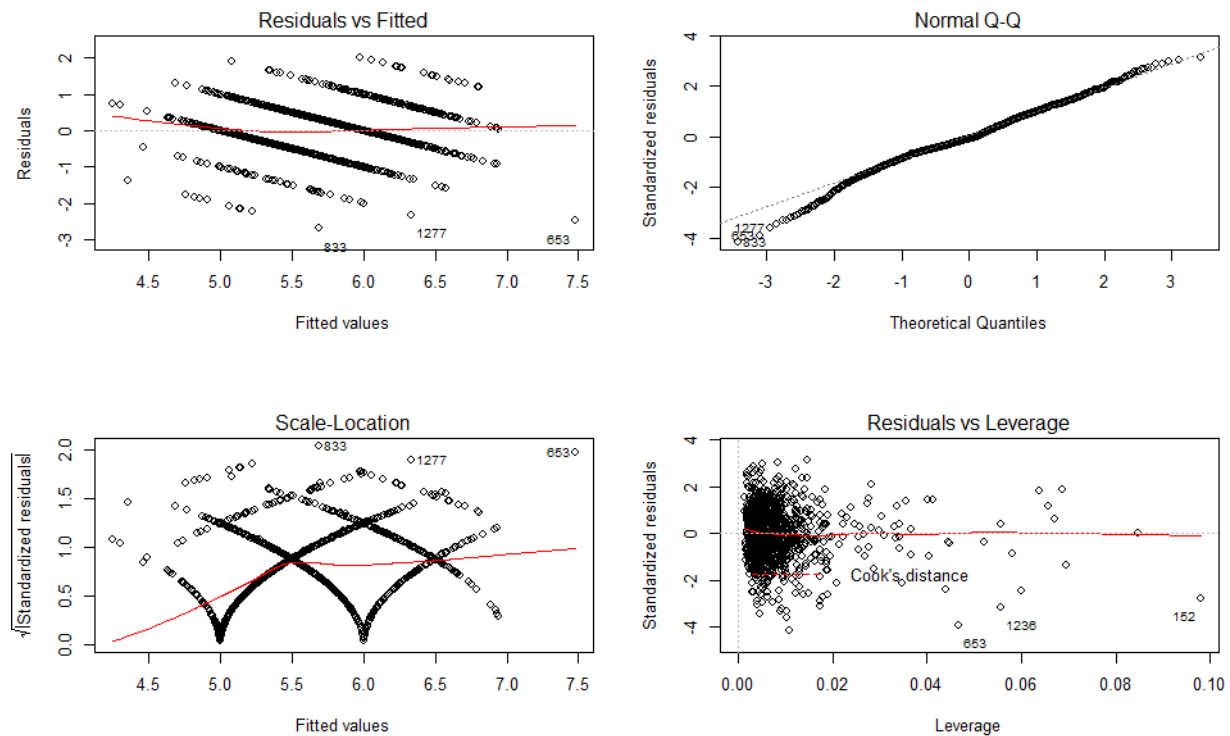 Residuals vs Fitted
Residuals
2
1
0
-1
-2
-3
833
1277
653
4.5 5.0 5.5 6.0 6.5 7.0 7.5
Fitted values
Normal Q-Q
Standardized residuals
4
2
0
-2
-4
1277
653
833
-3 -2 -1 0 1 2 3
Theoretical Quantiles
Scale-Location
√|Standardized residuals|
2.0
1.5
1.0
0.5
0.0
833
1277
653
4.5 5.0 5.5 6.0 6.5 7.0 7.5
Fitted values
Residuals vs Leverage
Standardized residuals
4
2
0
-2
-4
Cook's distance
653
1236
152
0.00 0.02 0.04 0.06 0.08 0.10
Leverage